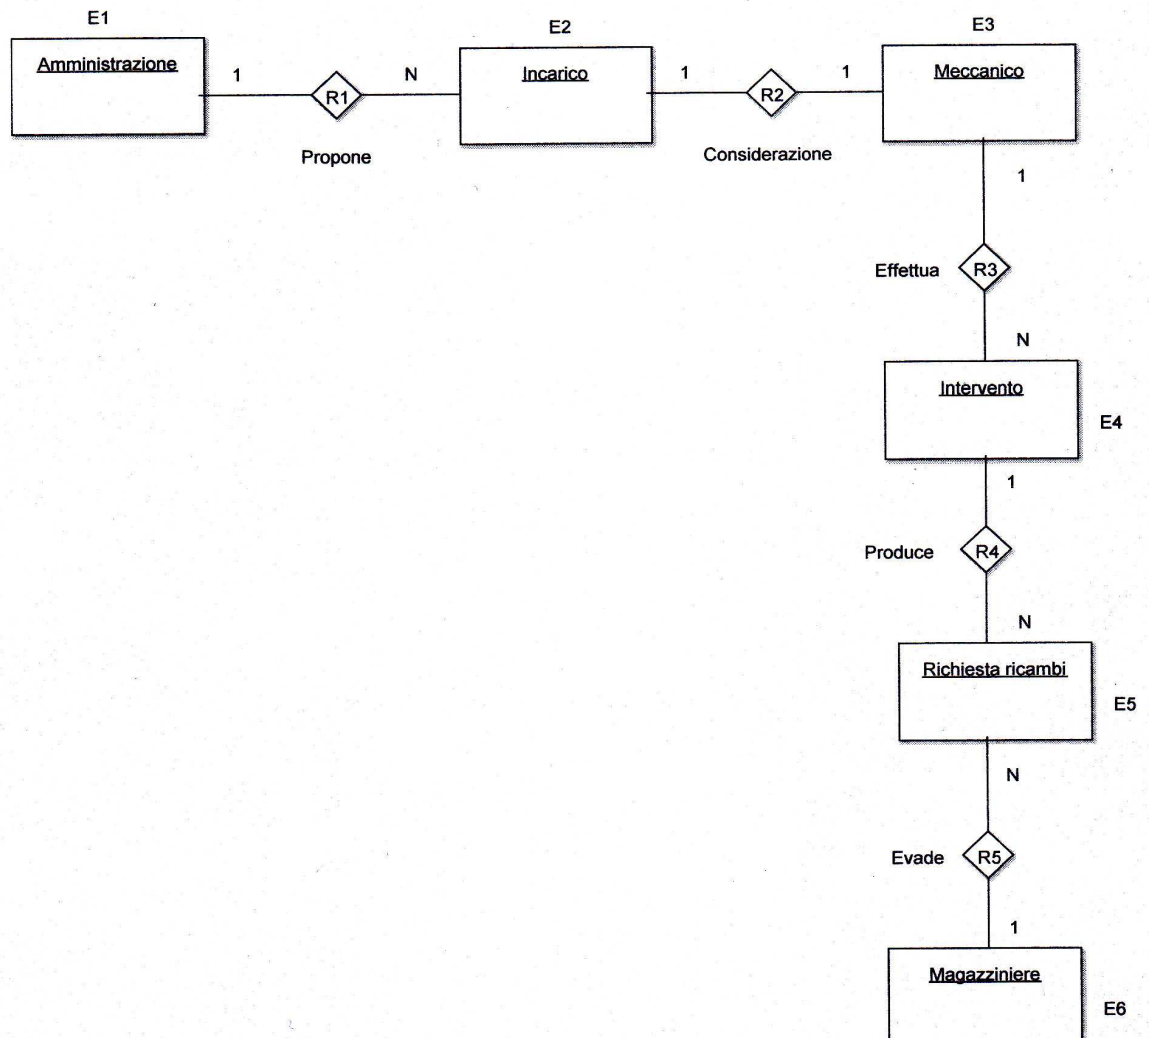 E1
Amministrazione
1
R1
N
Propone
E2
Incarico
1
R2
1
Considerazione
E3
Meccanico
1
Effettua
R3
N
Intervento
E4
1
Produce
R4
N
Richiesta ricambi
E5
N
Evade
R5
1
Magazziniere
E6